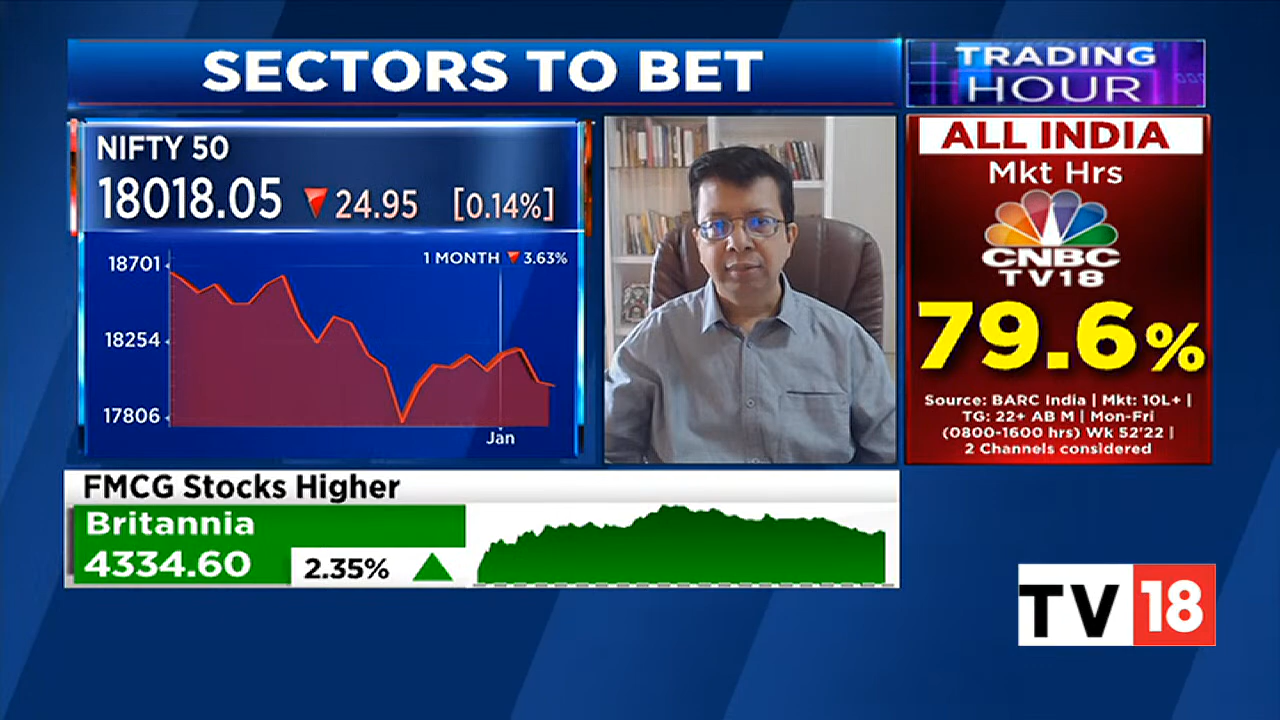 SECTORS TO BET
TRADING
HOUR
NIFTY 50
18018.05 ▼ 24.95 [0.14%]
1 MONTH ▼ 3.63%
18701
18254
17806
Jan
ALL INDIA
Mkt Hrs
CNBC
TV18
79.6%
Source: BARC India | Mkt: 10L+ |
TG: 22+ AB M | Mon-Fri
(0800-1600 hrs) Wk 52'22 |
2 Channels considered
FMCG Stocks Higher
Britannia
4334.60 2.35% ▲
TV18